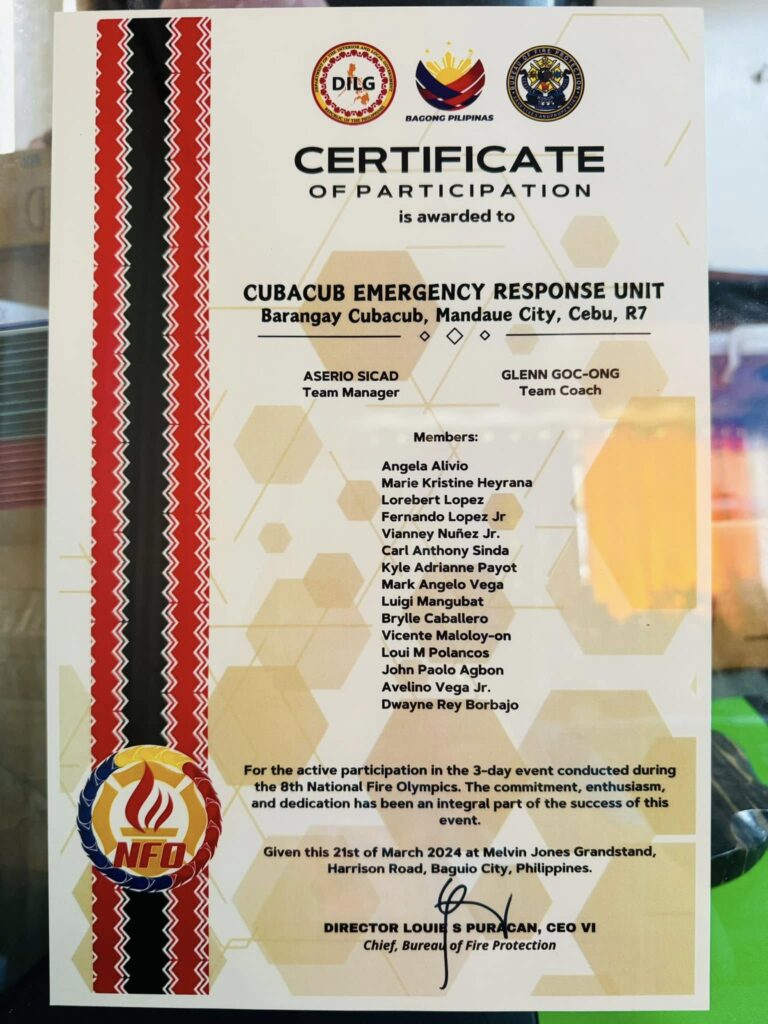 DILG
BAGONG PILIPINAS
CERTIFICATE
OF PARTICIPATION
is awarded to
CUBACUB EMERGENCY RESPONSE UNIT
Barangay Cubacub, Mandaue City, Cebu, R7
ASERIO SICAD
Team Manager
GLENN GOC-ONG
Team Coach
Members:
Angela Alivio
Marie Kristine Heyrana
Lorebert Lopez
Fernando Lopez Jr
Vianney Nuñez Jr.
Carl Anthony Sinda
Kyle Adrianne Payot
Mark Angelo Vega
Luigi Mangubat
Brylle Caballero
Vicente Maloloy-on
Loui M Polancos
John Paolo Agbon
Avelino Vega Jr.
Dwayne Rey Borbajo
For the active participation in the 3-day event conducted during
the 8th National Fire Olympics. The commitment, enthusiasm,
and dedication has been an integral part of the success of this
event.
Given this 21st of March 2024 at Melvin Jones Grandstand,
Harrison Road, Baguio City, Philippines.
NFO
DIRECTOR LOUIE S PURACAN, CEO VI
Chief, Bureau of Fire Protection